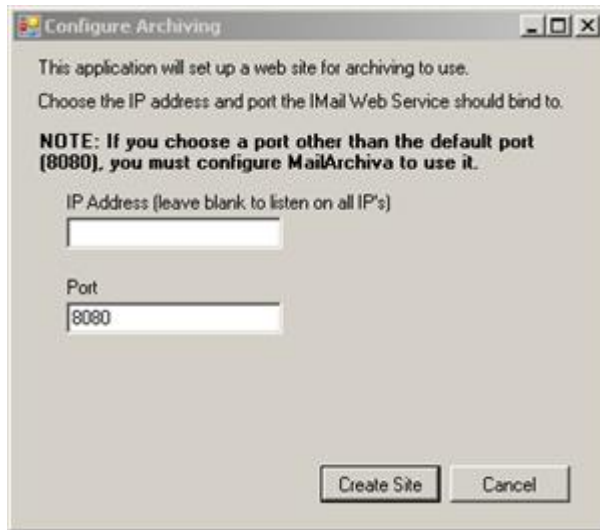 Configure Archiving
This application will set up a web site for archiving to use.
Choose the IP address and port the IMail Web Service should bind to.
NOTE: If you choose a port other than the default port
(8080), you must configure MailArchiva to use it.
IP Address (leave blank to listen on all IP's)
Port
8080
Create Site Cancel